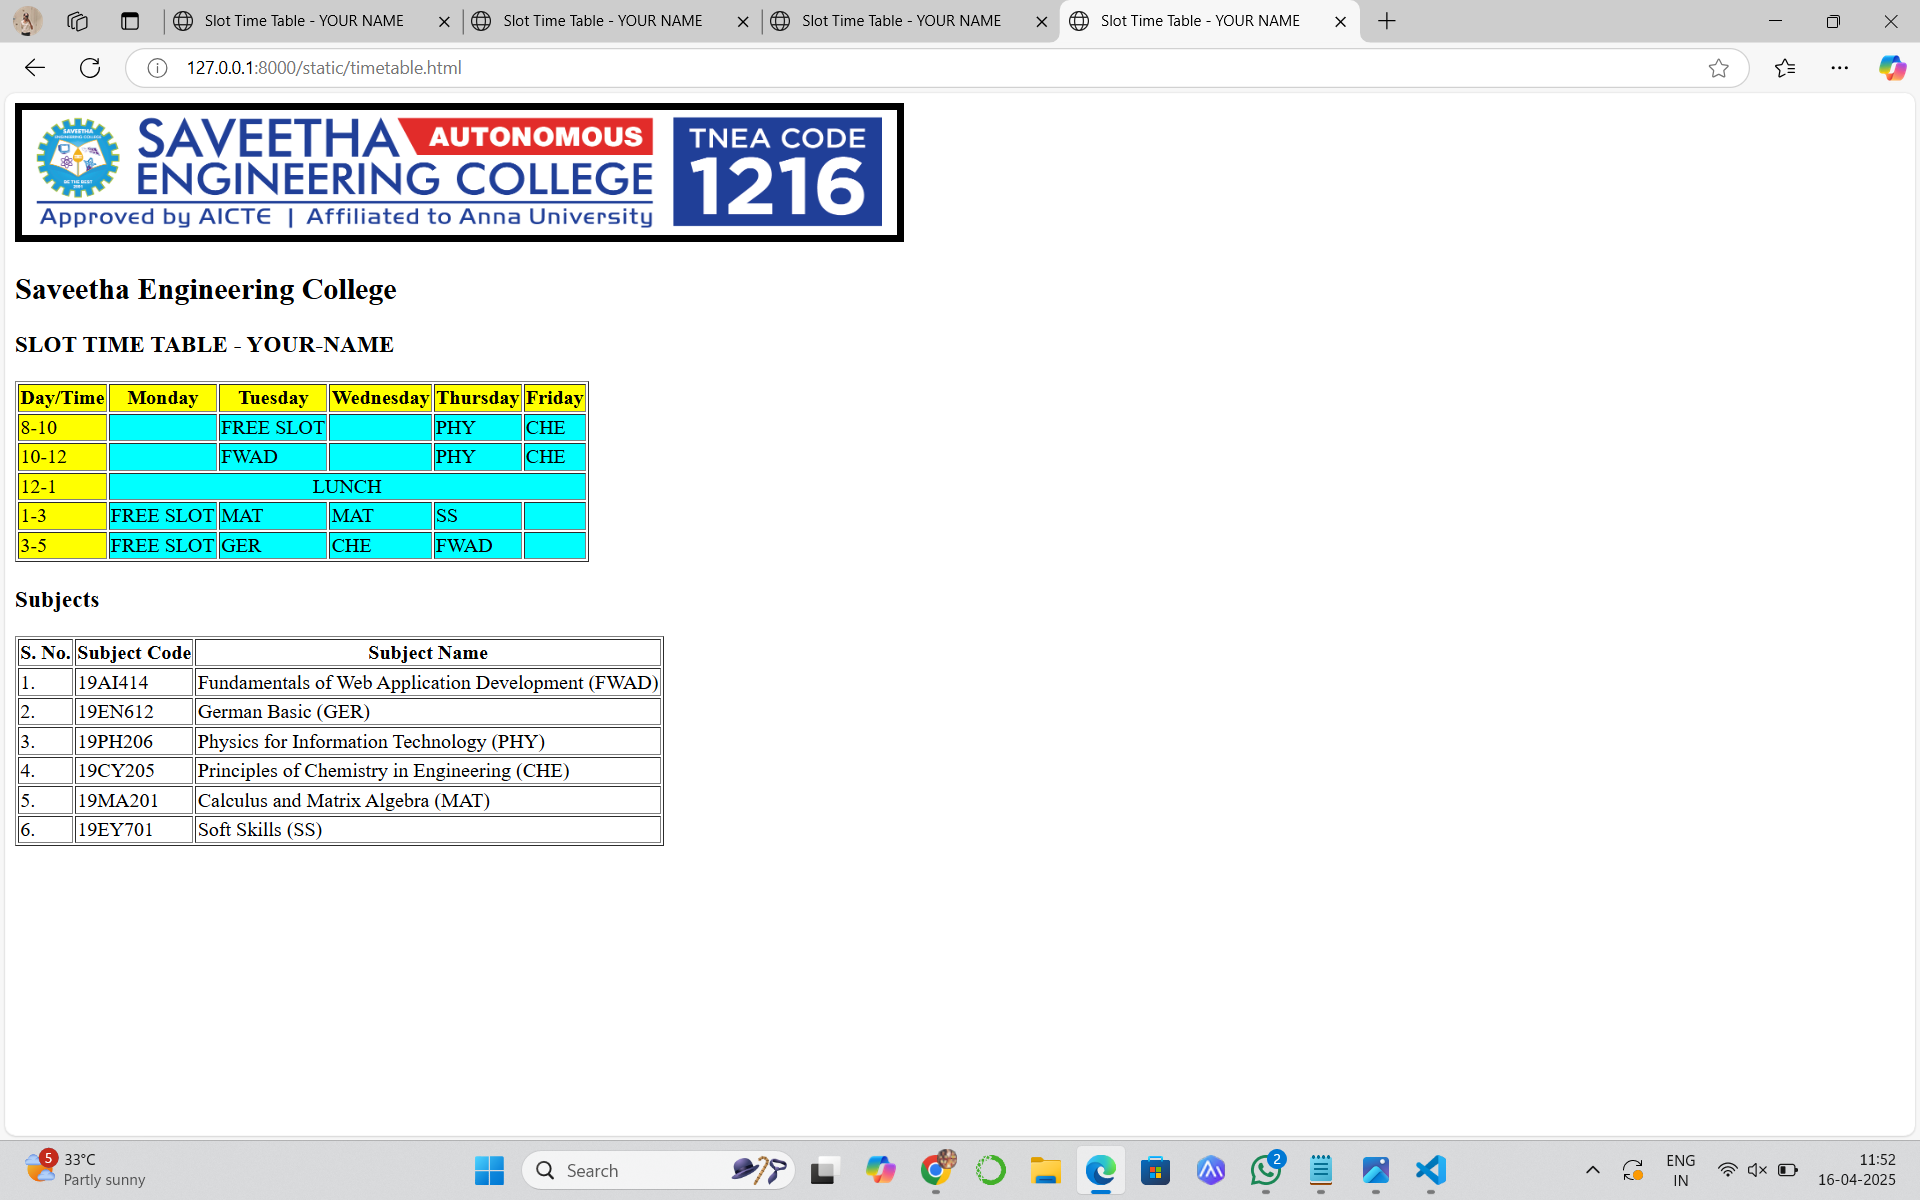 Slot Time Table - YOUR NAME
Slot Time Table - YOUR NAME
Slot Time Table - YOUR NAME
Slot Time Table - YOUR NAME
127.0.0.1:8000/static/timetable.html
SAVEETHA AUTONOMOUS
ENGINEERING COLLEGE
Approved by AICTE | Affiliated to Anna University
TNEA CODE
1216
Saveetha Engineering College
SLOT TIME TABLE - YOUR-NAME
Day/Time Monday Tuesday Wednesday Thursday Friday
8-10 FREE SLOT PHY CHE
10-12 FWAD PHY CHE
12-1 LUNCH
1-3 FREE SLOT MAT MAT SS
3-5 FREE SLOT GER CHE FWAD
Subjects
S. No. Subject Code Subject Name
1. 19AI414 Fundamentals of Web Application Development (FWAD)
2. 19EN612 German Basic (GER)
3. 19PH206 Physics for Information Technology (PHY)
4. 19CY205 Principles of Chemistry in Engineering (CHE)
5. 19MA201 Calculus and Matrix Algebra (MAT)
6. 19EY701 Soft Skills (SS)
5
33°C
Partly sunny
Search
2
ENG
IN
11:52
16-04-2025